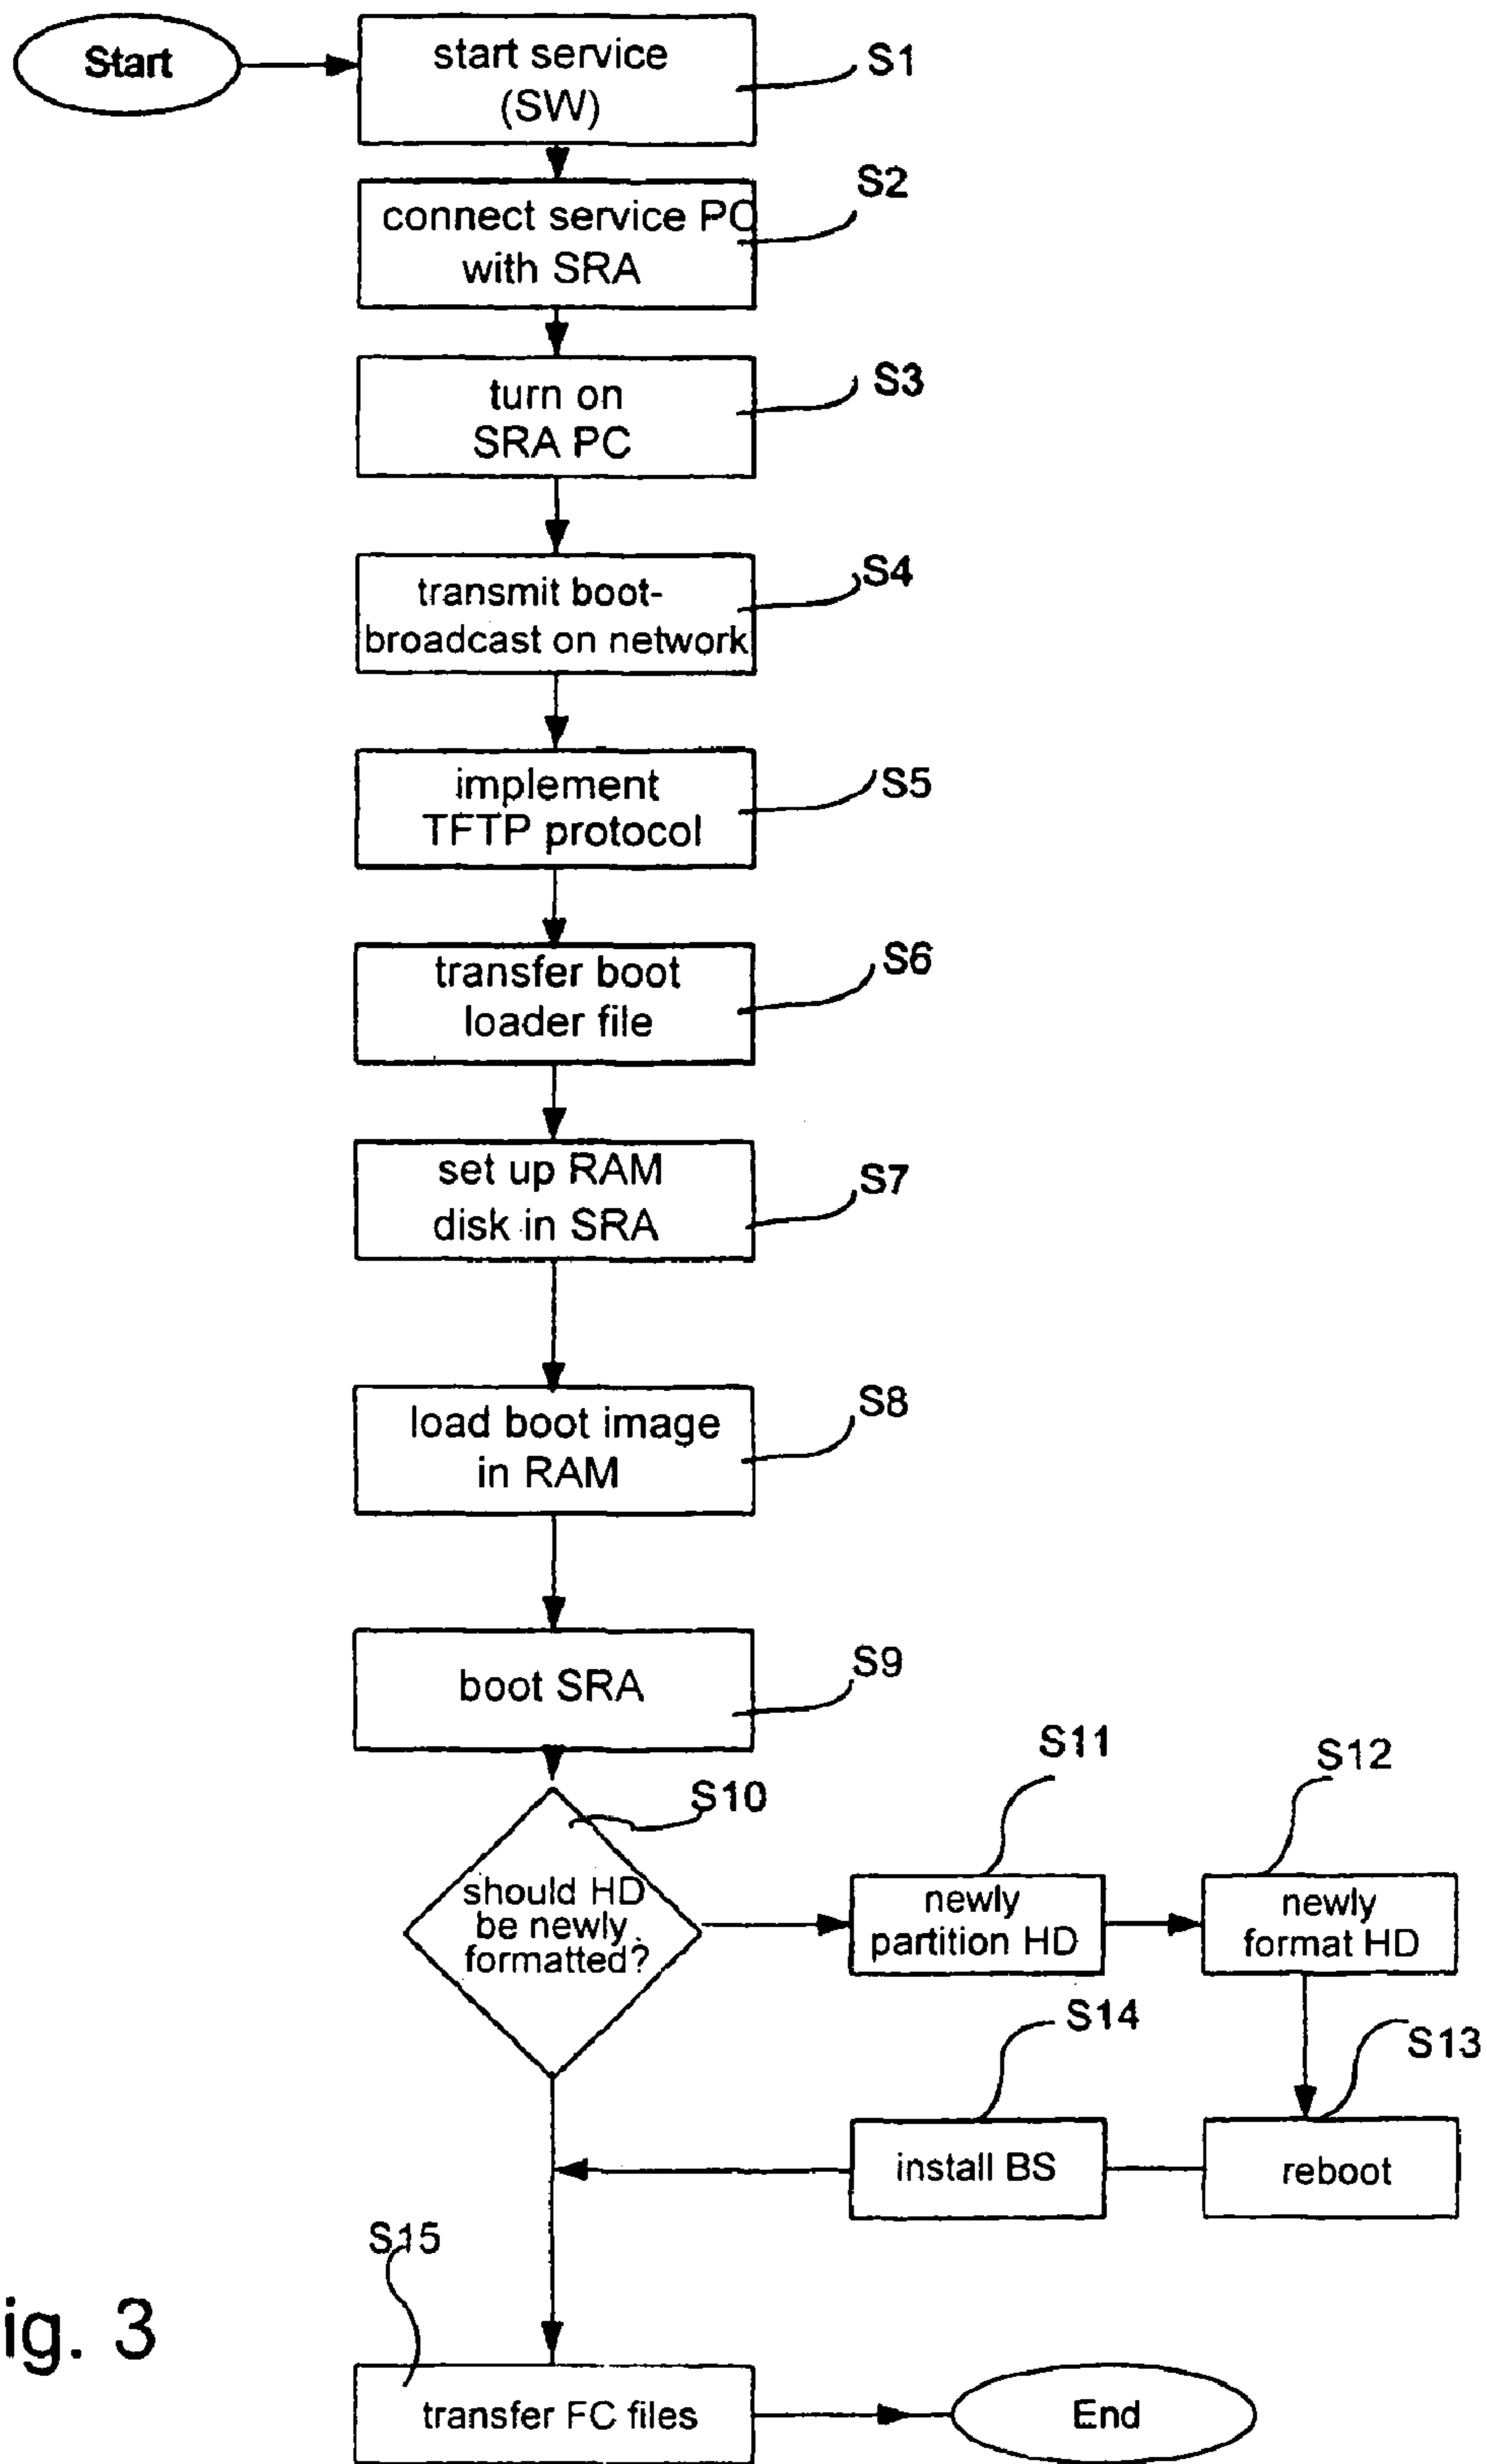 Start
start service
(SW)
S1
connect service PC
with SRA
S2
turn on
SRA PC
S3
transmit boot-
broadcast on network
S4
implement
TFTP protocol
S5
transfer boot
loader file
S6
set up RAM
disk in SRA
S7
load boot image
in RAM
S8
boot SRA
S9
S10
should HD
be newly
formatted?
S11
newly
partition HD
S12
newly
format HD
S13
reboot
S14
install BS
S15
transfer FC files
End
ig. 3